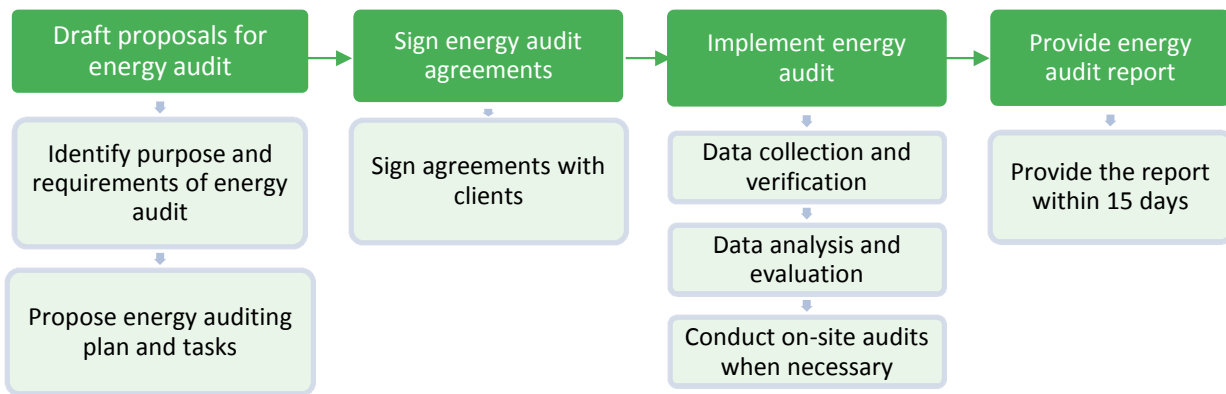 Draft proposals for
energy audit
Identify purpose and
requirements of energy
audit
Propose energy auditing
plan and tasks
Sign energy audit
agreements
Sign agreements with
clients
Implement energy
audit
Data collection and
verification
Data analysis and
evaluation
Conduct on-site audits
when necessary
Provide energy
audit report
Provide the report
within 15 days